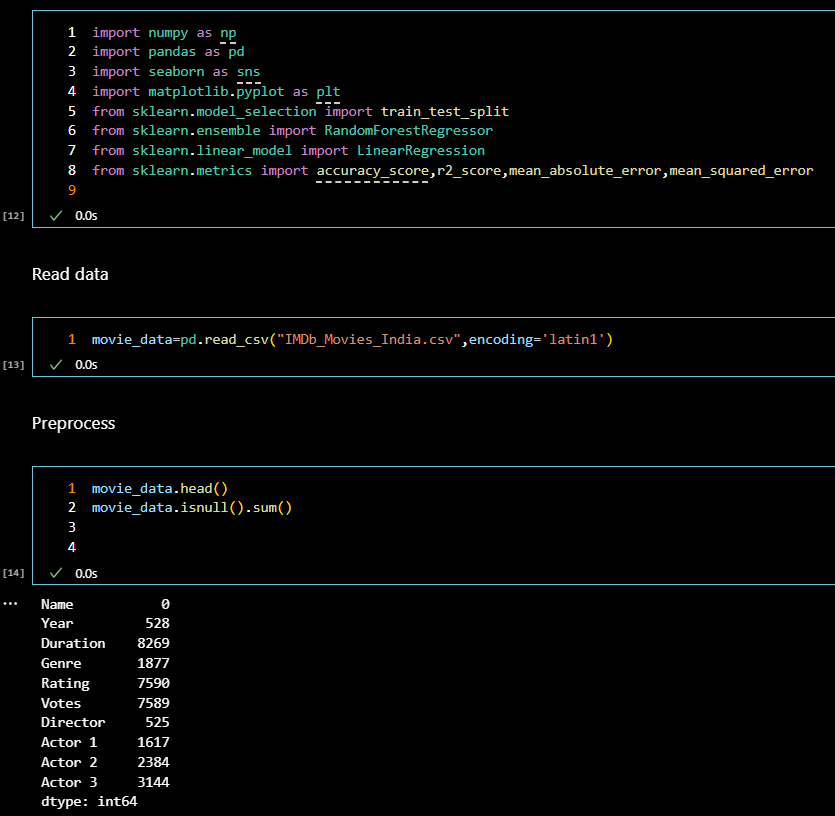 1 import numpy as np
2 import pandas as pd
3 import seaborn as sns
4 import matplotlib.pyplot as plt
5 from sklearn.model_selection import train_test_split
6 from sklearn.ensemble import RandomForestRegressor
7 from sklearn.linear_model import LinearRegression
8 from sklearn.metrics import accuracy_score,r2_score,mean_absolute_error,mean_squared_error
9
[12] ✓ 0.0s
Read data
1 movie_data=pd.read_csv("IMDb_Movies_India.csv",encoding='latin1')
[13] ✓ 0.0s
Preprocess
1 movie_data.head()
2 movie_data.isnull().sum()
3
4
[14] ✓ 0.0s
... Name 0
Year 528
Duration 8269
Genre 1877
Rating 7590
Votes 7589
Director 525
Actor 1 1617
Actor 2 2384
Actor 3 3144
dtype: int64